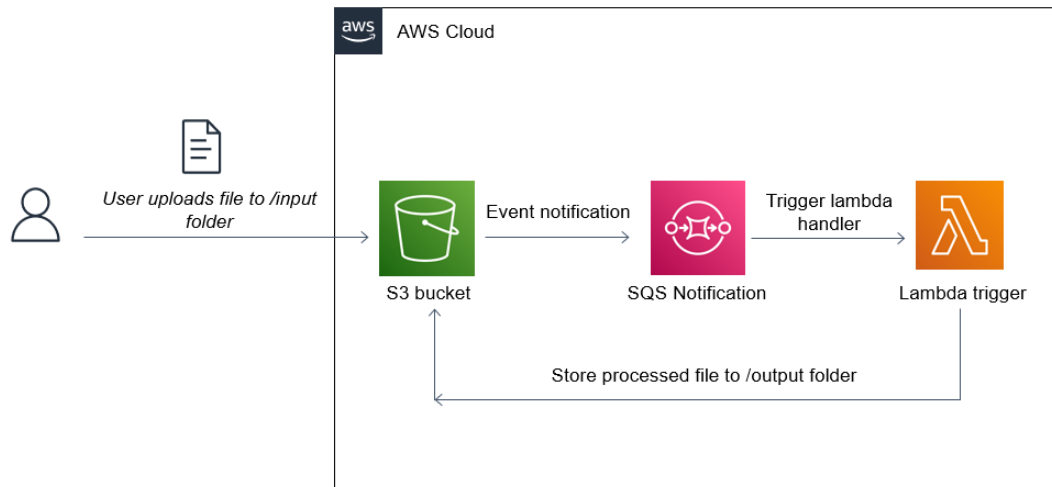 aws
AWS Cloud
User uploads file to /input
folder
Event notification
Trigger lambda
handler
S3 bucket
SQS Notification
Lambda trigger
Store processed file to /output folder